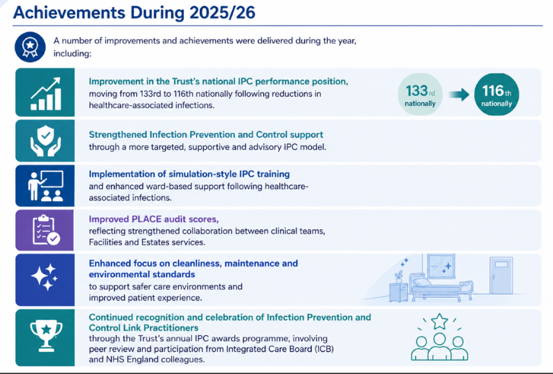 Achievements During 2025/26
A number of improvements and achievements were delivered during the year,
including:
Improvement in the Trust's national IPC performance position,
moving from 133rd to 116th nationally following reductions in
healthcare-associated infections.
133rd
nationally
116th
nationally
Strengthened Infection Prevention and Control support
through a more targeted, supportive and advisory IPC model.
Implementation of simulation-style IPC training
and enhanced ward-based support following healthcare-
associated infections.
Improved PLACE audit scores,
reflecting strengthened collaboration between clinical teams,
Facilities and Estates services.
Enhanced focus on cleanliness, maintenance and
environmental standards
to support safer care environments and
improved patient experience.
Continued recognition and celebration of Infection Prevention and
Control Link Practitioners
through the Trust's annual IPC awards programme, involving
peer review and participation from Integrated Care Board (ICB)
and NHS England colleagues.